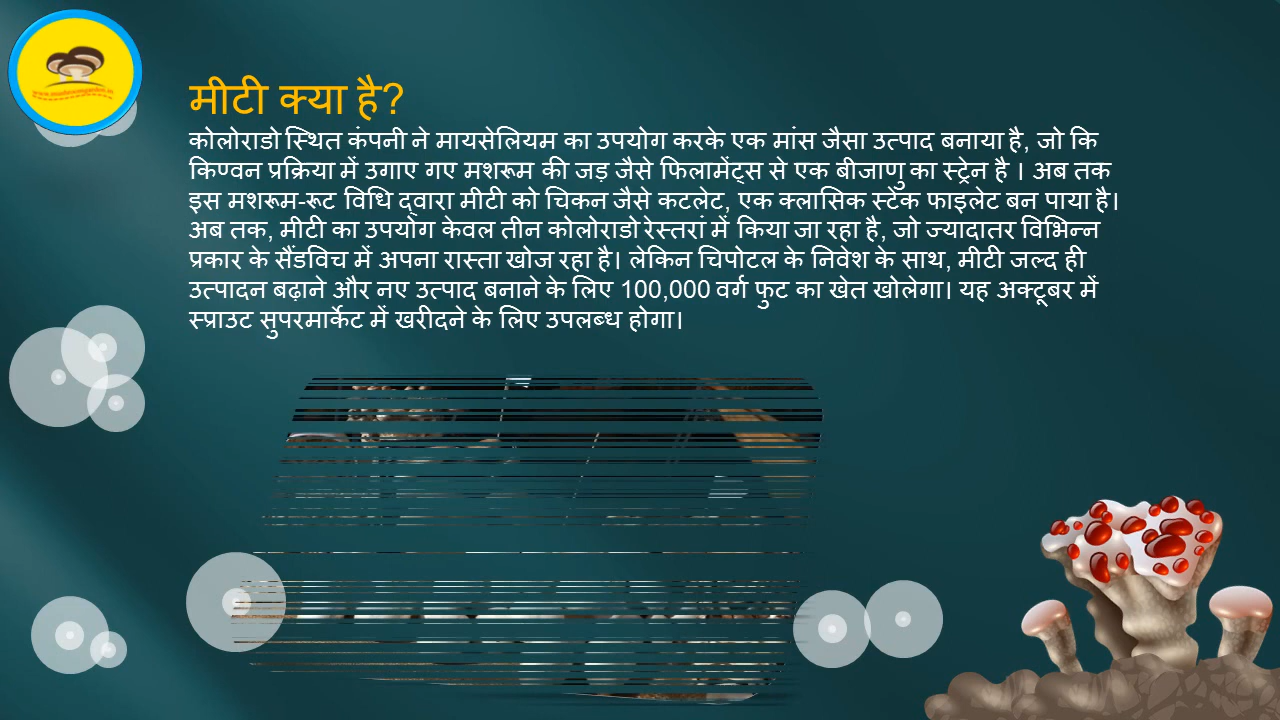 मीटी क्या है?
कोलोराडो स्थित कंपनी ने मायसेलियम का उपयोग करके एक मांस जैसा उत्पाद बनाया है, जो कि
किण्वन प्रक्रिया में उगाए गए मशरूम की जड़ जैसे फिलामेंट्स से एक बीजाणु का स्ट्रेन है । अब तक
इस मशरूम-रूट विधि द्वारा मीटी को चिकन जैसे कटलेट, एक क्लासिक स्टेक फाइलेट बन पाया है।
अब तक, मीटी का उपयोग केवल तीन कोलोराडो रेस्तरां में किया जा रहा है, जो ज्यादातर विभिन्न
प्रकार के सैंडविच में अपना रास्ता खोज रहा है। लेकिन चिपोटल के निवेश के साथ, मीटी जल्द ही
उत्पादन बढ़ाने और नए उत्पाद बनाने के लिए 100,000 वर्ग फुट का खेत खोलेगा। यह अक्टूबर में
स्प्राउट सुपरमार्केट में खरीदने के लिए उपलब्ध होगा।